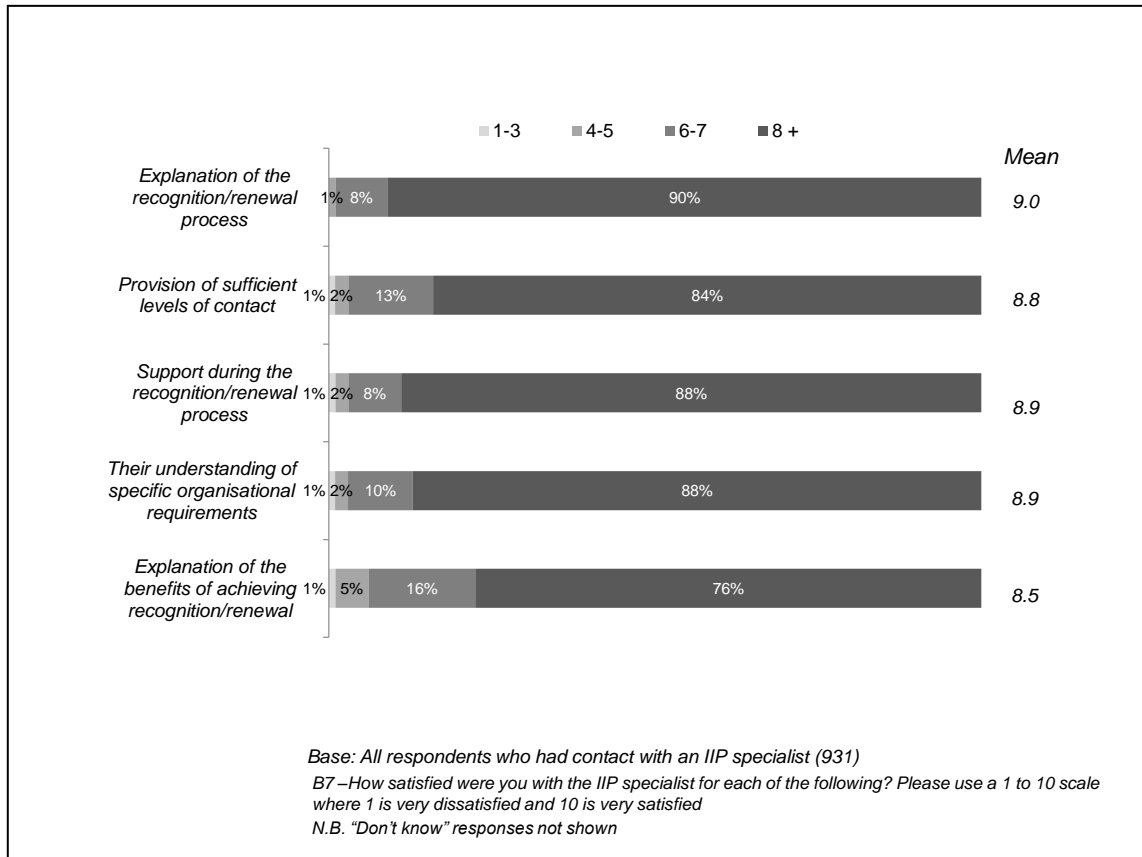 1-3 4-5 6-7 8 +
Mean
Explanation of the
recognition/renewal
process
1% 8% 90%
9.0
Provision of sufficient
levels of contact
1% 2% 13% 84%
8.8
Support during the
recognition/renewal
process
1% 2% 8% 88%
8.9
Their understanding of
specific organisational
requirements
1% 2% 10% 88%
8.9
Explanation of the
benefits of achieving
recognition/renewal
1% 5% 16% 76%
8.5
Base: All respondents who had contact with an IIP specialist (931)
B7 –How satisfied were you with the IIP specialist for each of the following? Please use a 1 to 10 scale
where 1 is very dissatisfied and 10 is very satisfied
N.B. “Don’t know” responses not shown